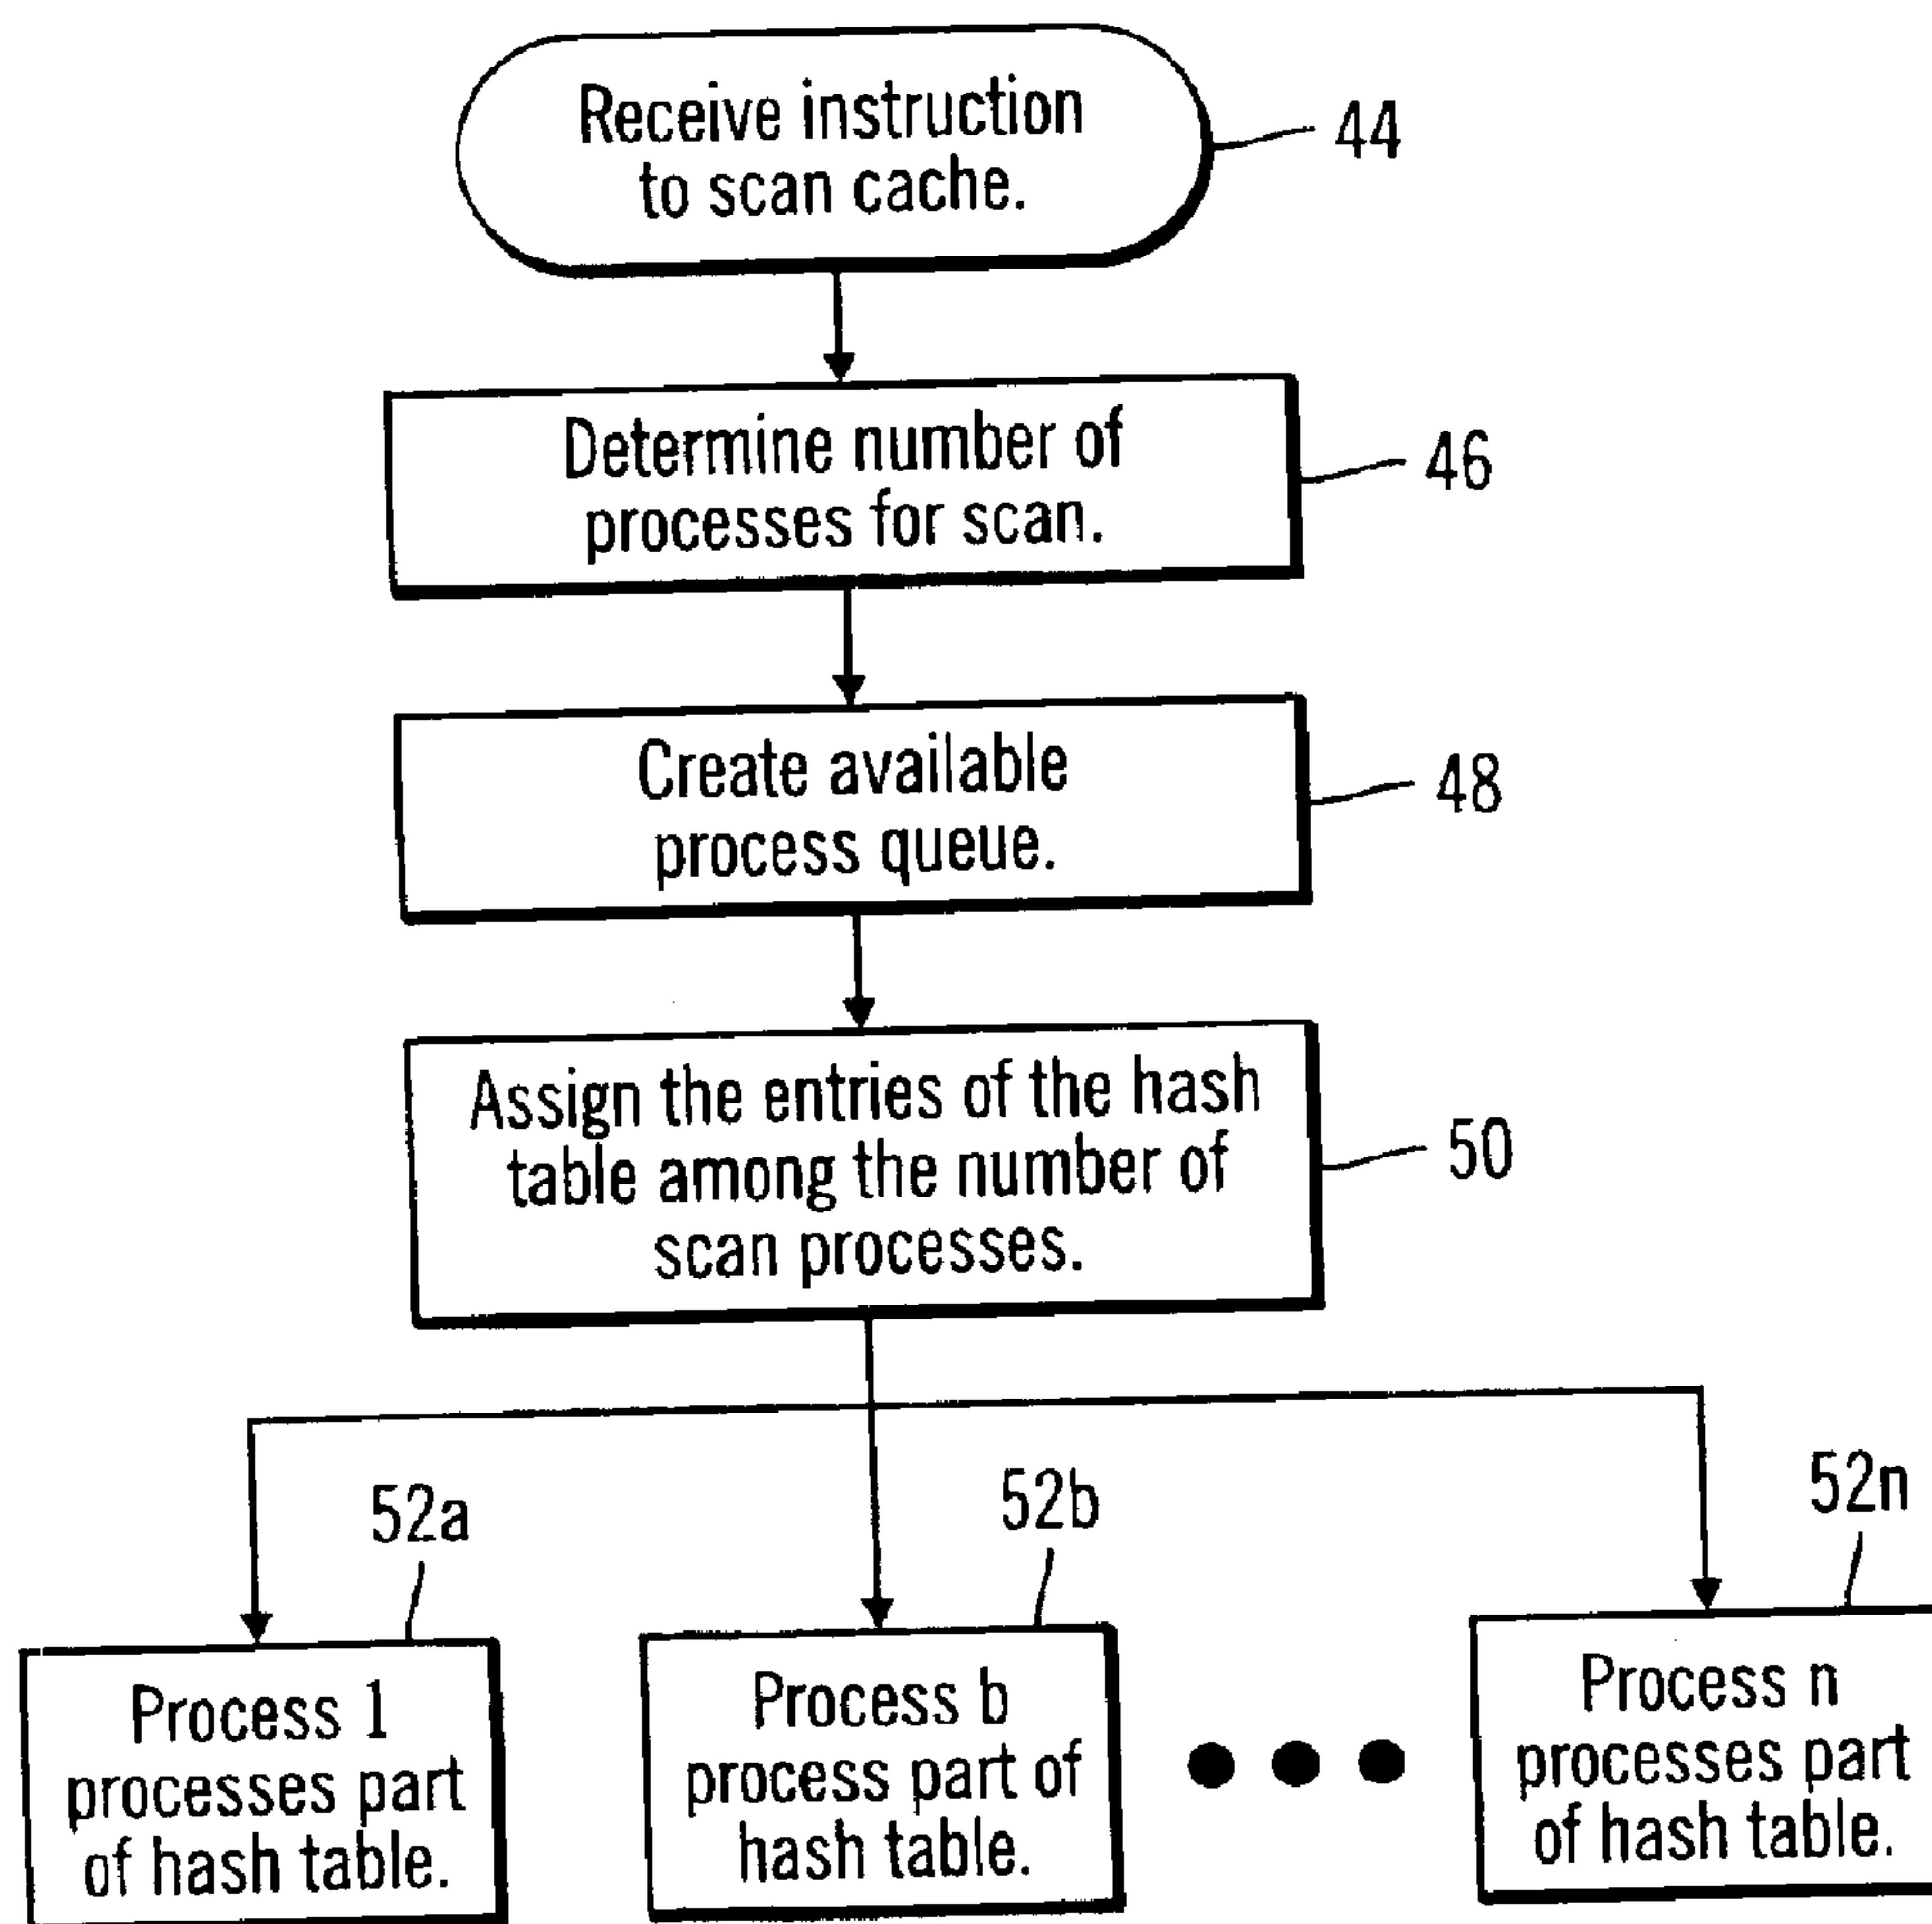 Receive instruction
to scan cache.
44
Determine number of
processes for scan.
46
Create available
process queue.
48
Assign the entries of the hash
table among the number of
scan processes.
50
52a
52b
52n
Process 1
processes part
of hash table.
Process b
process part of
hash table.
Process n
processes part
of hash table.